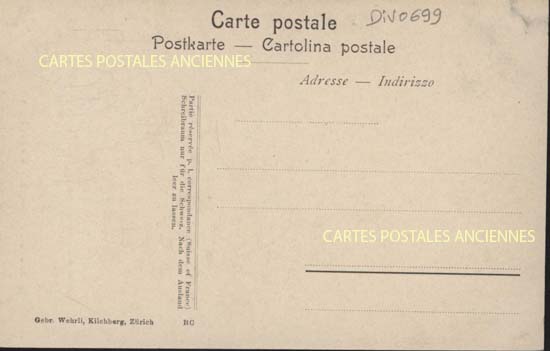 Carte postale
DiV0699
Postkarte — Cartolina postale
CARTES POSTALES ANCIENNES
Adresse — Indirizzo
Partie réservée p. l. correspondance (Suisse et France)
Schreibraum nur für die Schweiz. Nach dem Ausland
leer zu lassen.
CARTES POSTALES ANCIENNES
Gebr. Wehrli, Kilchberg, Zürich RC